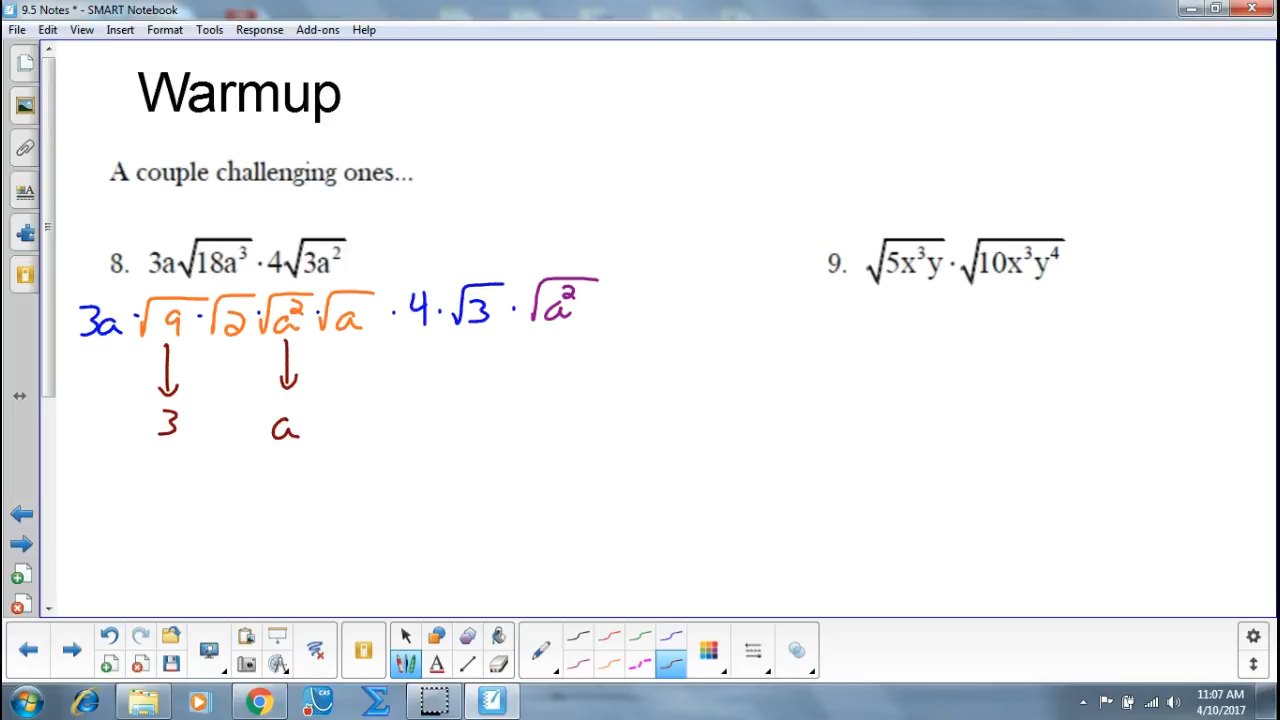 9.5 Notes * - SMART Notebook
File Edit View Insert Format Tools Response Add-ons Help
Warmup
A couple challenging ones...
8. 3a√18a³ · 4√3a²
9. √5x³y · √10x³y⁴
3a · √9 · √2 · √a² · √a · 4 · √3 · √a²
3 a
A
CAS
11:07 AM
4/10/2017